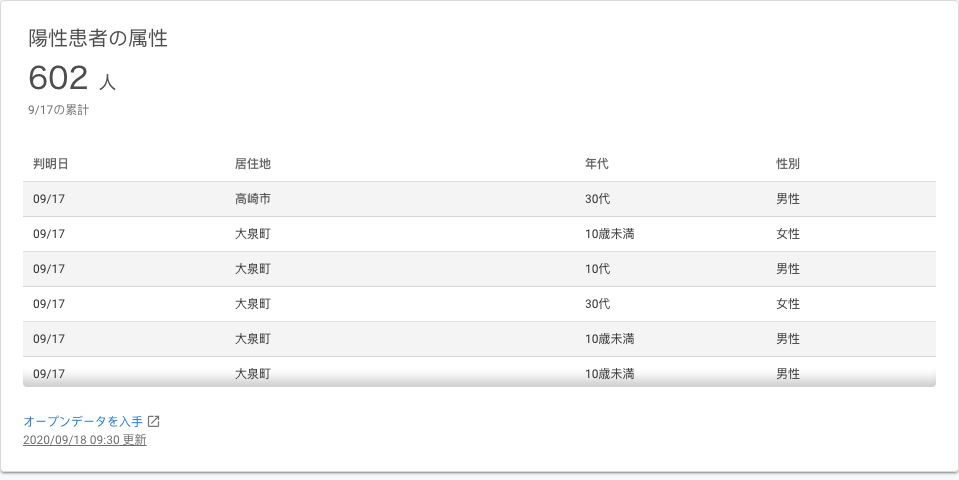 陽性患者の属性
602 人
9/17の累計
判明日 居住地 年代 性別
09/17 高崎市 30代 男性
09/17 大泉町 10歳未満 女性
09/17 大泉町 10代 男性
09/17 大泉町 30代 女性
09/17 大泉町 10歳未満 男性
09/17 大泉町 10歳未満 男性
オープンデータを入手
2020/09/18 09:30 更新